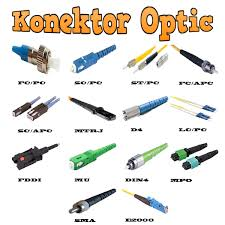 Konektor Optic
FC/PC SC/PC ST/PC FC/APC
SC/APC MTRJ D4 LC/PC
FDDI MU DIN4 MPO
SMA E2000